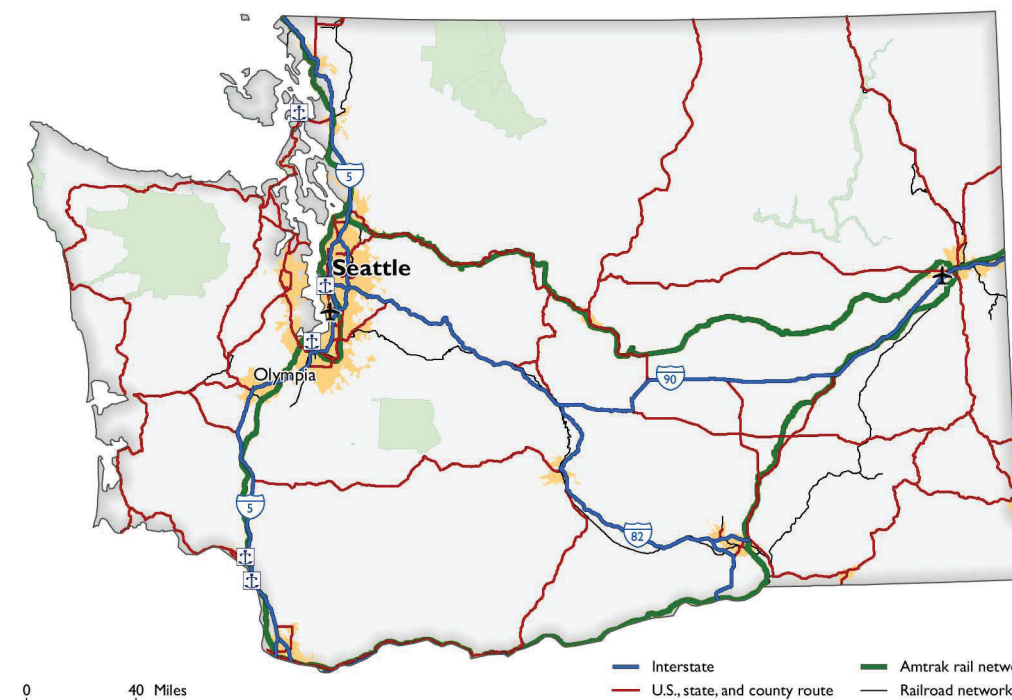 5
Seattle
Olympia
90
5
82
0 40 Miles
Interstate
Amtrak rail netw
U.S., state, and county route
Railroad network